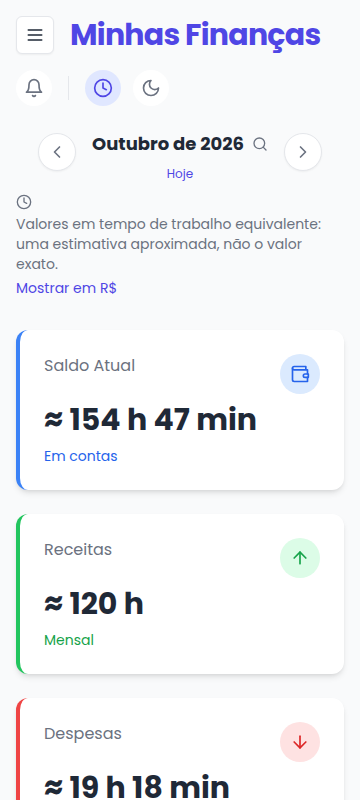 Minhas Finanças
Outubro de 2026
Hoje
Valores em tempo de trabalho equivalente:
uma estimativa aproximada, não o valor
exato.
Mostrar em R$
Saldo Atual
≈ 154 h 47 min
Em contas
Receitas
≈ 120 h
Mensal
Despesas
≈ 19 h 18 min